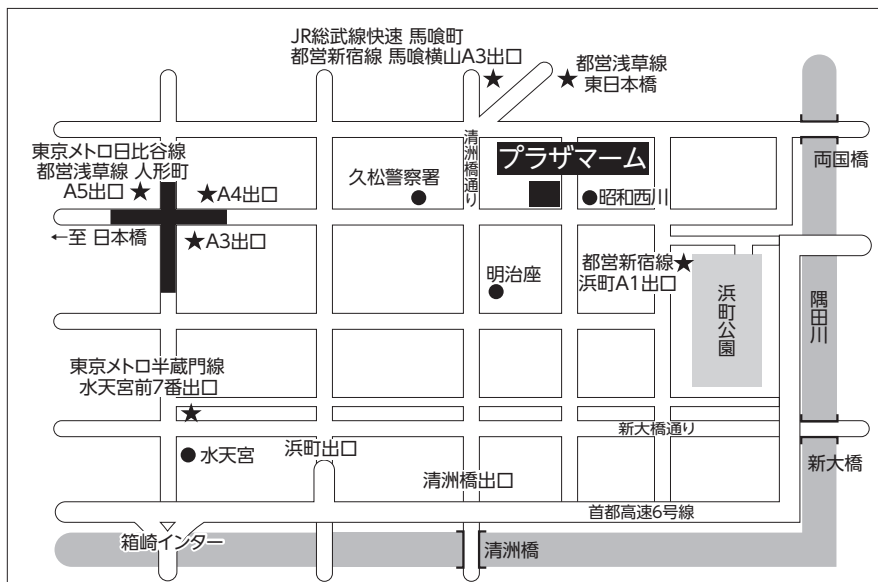 JR総武線快速 馬喰町
都営新宿線 馬喰横山A3出口
都営浅草線
東日本橋
清洲橋通り
両国橋
東京メトロ日比谷線
都営浅草線 人形町
A5出口
A4出口
A3出口
←至 日本橋
久松警察署
プラザマーム
昭和西川
明治座
都営新宿線
浜町A1出口
浜町公園
隅田川
東京メトロ半蔵門線
水天宮前7番出口
水天宮
浜町出口
清洲橋出口
新大橋通り
新大橋
首都高速6号線
箱崎インター
清洲橋